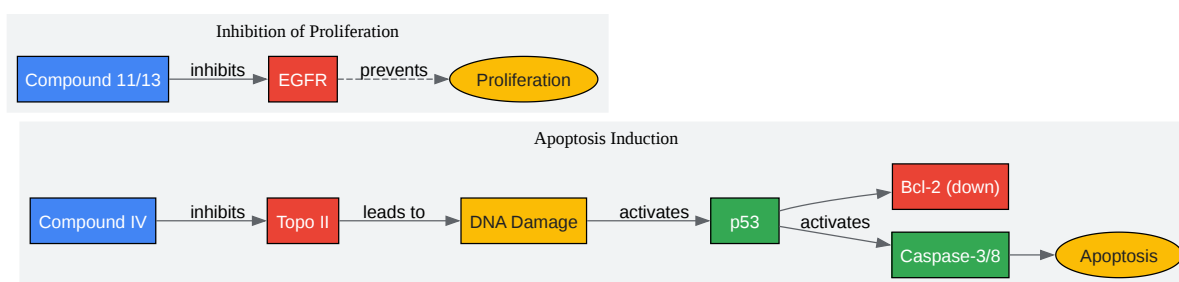 Inhibition of Proliferation
Compound 11/13
inhibits
EGFR
prevents
Proliferation
Apoptosis Induction
Compound IV
inhibits
Topo II
leads to
DNA Damage
activates
p53
activates
Bcl-2 (down)
Caspase-3/8
Apoptosis